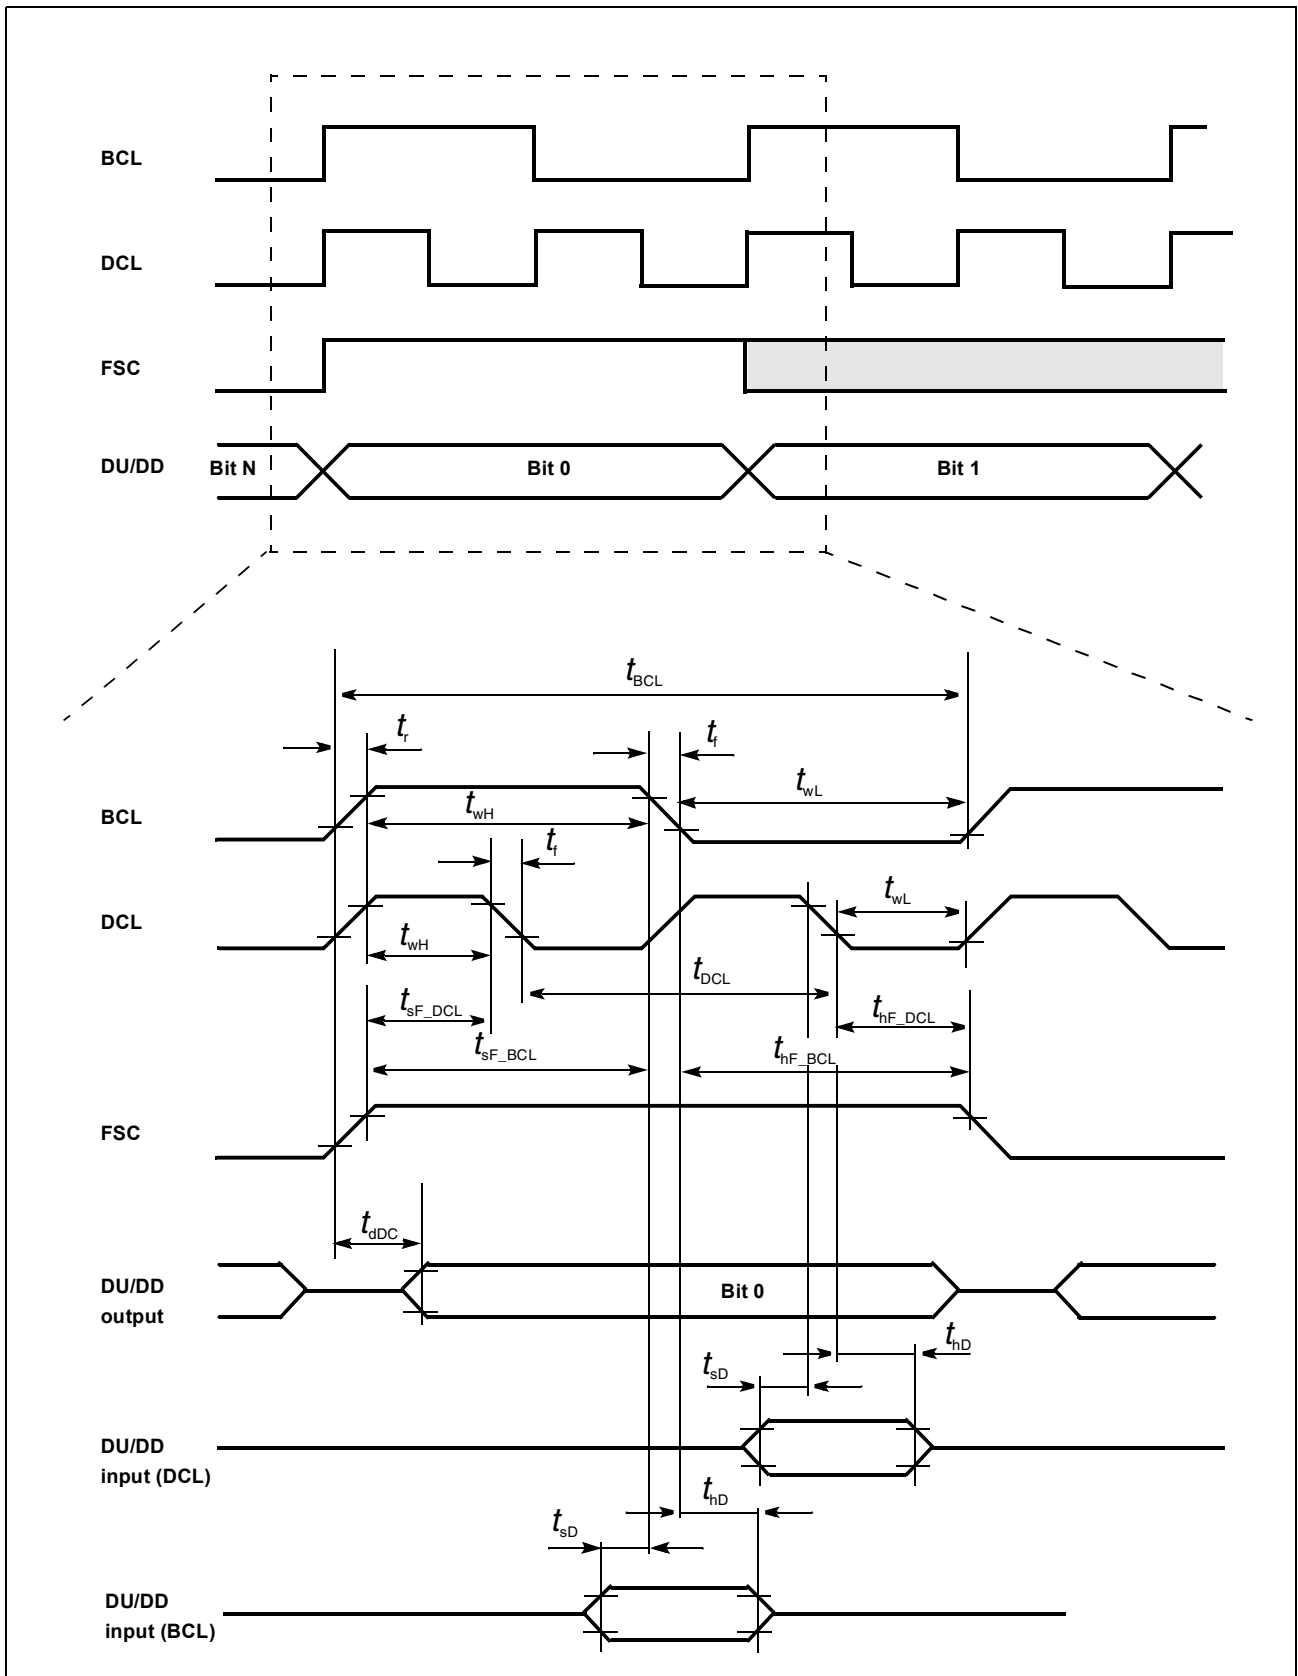 BCL
DCL
FSC
DU/DD Bit N Bit 0 Bit 1
tBCL
tr tf
twL
BCL
twH
tf
twL
DCL
twH
tDCL
tsF_DCL thF_DCL
tsF_BCL thF_BCL
FSC
tdDC
DU/DD
output
Bit 0
thD
tsD
DU/DD
input (DCL)
thD
tsD
DU/DD
input (BCL)